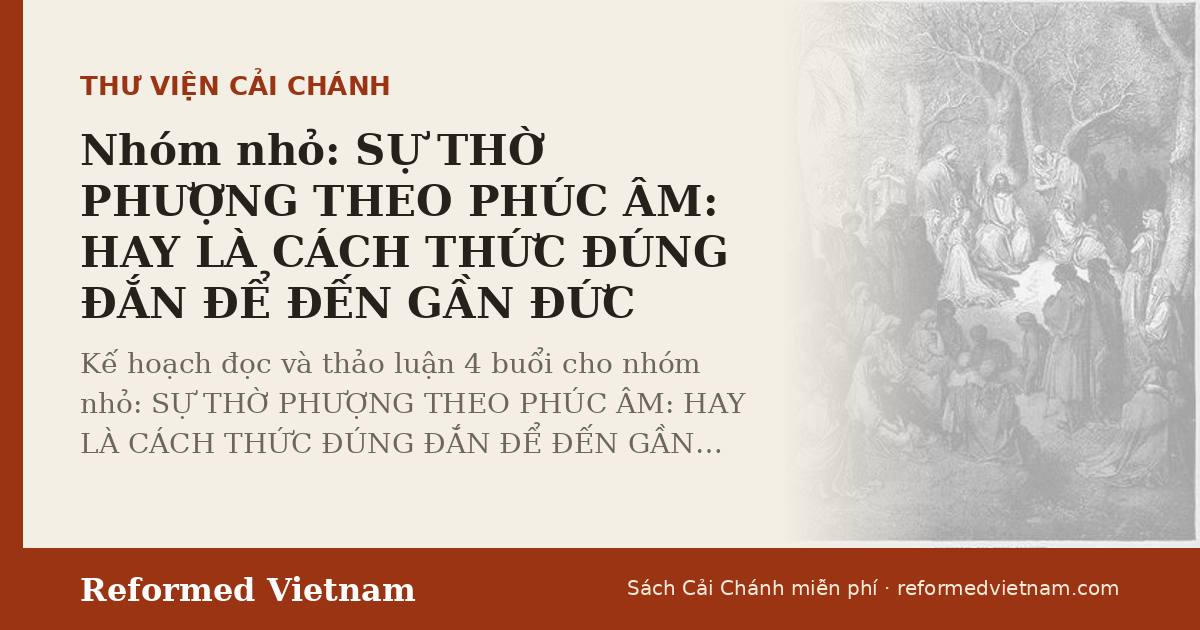 THƯ VIỆN CẢI CHÁNH
Nhóm nhỏ: SỰ THỜ
PHƯỢNG THEO PHÚC ÂM:
HAY LÀ CÁCH THỨC ĐÚNG
ĐẮN ĐỂ ĐẾN GẦN ĐỨC
Kế hoạch đọc và thảo luận 4 buổi cho nhóm
nhỏ: SỰ THỜ PHƯỢNG THEO PHÚC ÂM: HAY
LÀ CÁCH THỨC ĐÚNG ĐẮN ĐỂ ĐẾN GẦN...
Reformed Vietnam
Sách Cải Chánh miễn phí · reformedvietnam.com